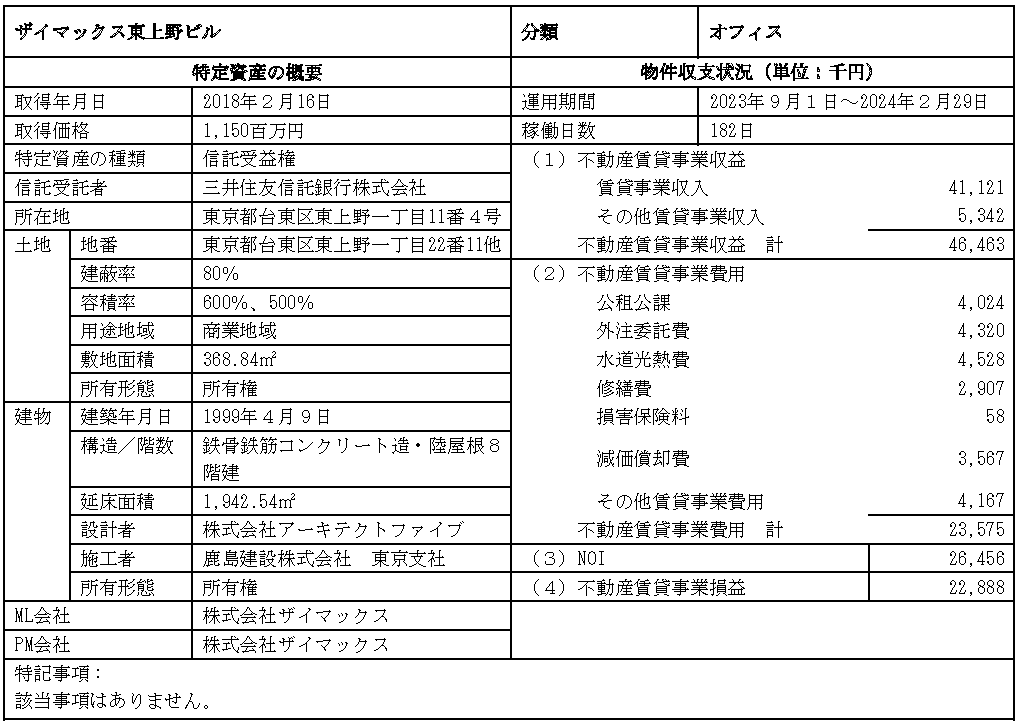 ザイマックス東上野ビル 分類 オフィス
特定資産の概要 物件収支状況（単位：千円）
取得年月日 2018年２月16日 運用期間 2023年９月１日～2024年２月29日
取得価格 1,150百万円 稼働日数 182日
特定資産の種類 信託受益権 （１）不動産賃貸事業収益
信託受託者 三井住友信託銀行株式会社 賃貸事業収入 41,121
所在地 東京都台東区東上野一丁目11番４号 その他賃貸事業収入 5,342
土地 地番 東京都台東区東上野一丁目22番11他 不動産賃貸事業収益　計 46,463
建蔽率 80% （２）不動産賃貸事業費用
容積率 600%、500% 公租公課 4,024
用途地域 商業地域 外注委託費 4,320
敷地面積 368.84㎡ 水道光熱費 4,528
所有形態 所有権 修繕費 2,907
建物 建築年月日 1999年４月９日 損害保険料 58
構造／階数 鉄骨鉄筋コンクリート造・陸屋根８
階建 減価償却費 3,567
延床面積 1,942.54㎡ その他賃貸事業費用 4,167
設計者 株式会社アーキテクトファイブ 不動産賃貸事業費用　計 23,575
施工者 鹿島建設株式会社　東京支社 （３）NOI 26,456
所有形態 所有権 （４）不動産賃貸事業損益 22,888
ML会社 株式会社ザイマックス
PM会社 株式会社ザイマックス
特記事項：
該当事項はありません。